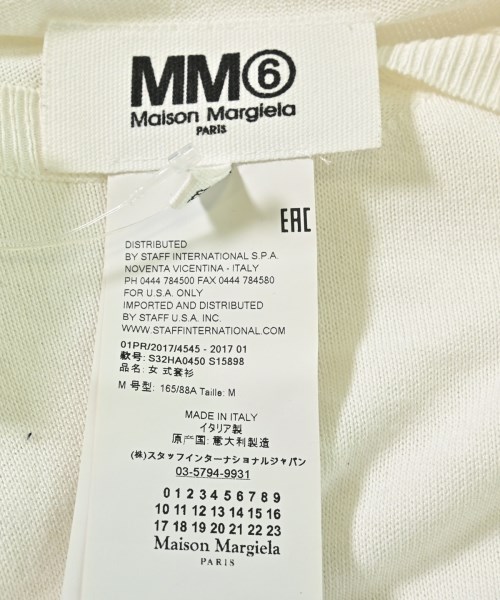 MM⑥
Maison Margiela
PARIS
EAC
DISTRIBUTED
BY STAFF INTERNATIONAL S.P.A.
NOVENTA VICENTINA - ITALY
PH 0444 784500 FAX 0444 784580
FOR U.S.A. ONLY
IMPORTED AND DISTRIBUTED
BY STAFF U.S.A. INC.
WWW.STAFFINTERNATIONAL.COM
01PR/2017/4545 - 2017 01
款号: S32HA0450 S15898
品名: 女 式套衫
M 号型: 165/88A Taille: M
MADE IN ITALY
イタリア製
原产国: 意大利製造
(株)スタッフインターナショナルジャパン
03-5794-9931
0 1 2 3 4 5 6 7 8 9
10 11 12 13 14 15 16
17 18 19 20 21 22 23
Maison Margiela
PARIS